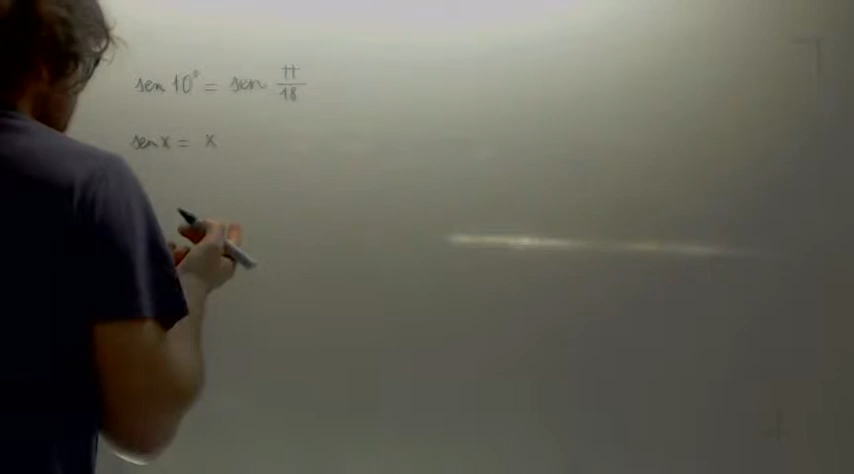 sen 10° = sen π/18
sen x = x